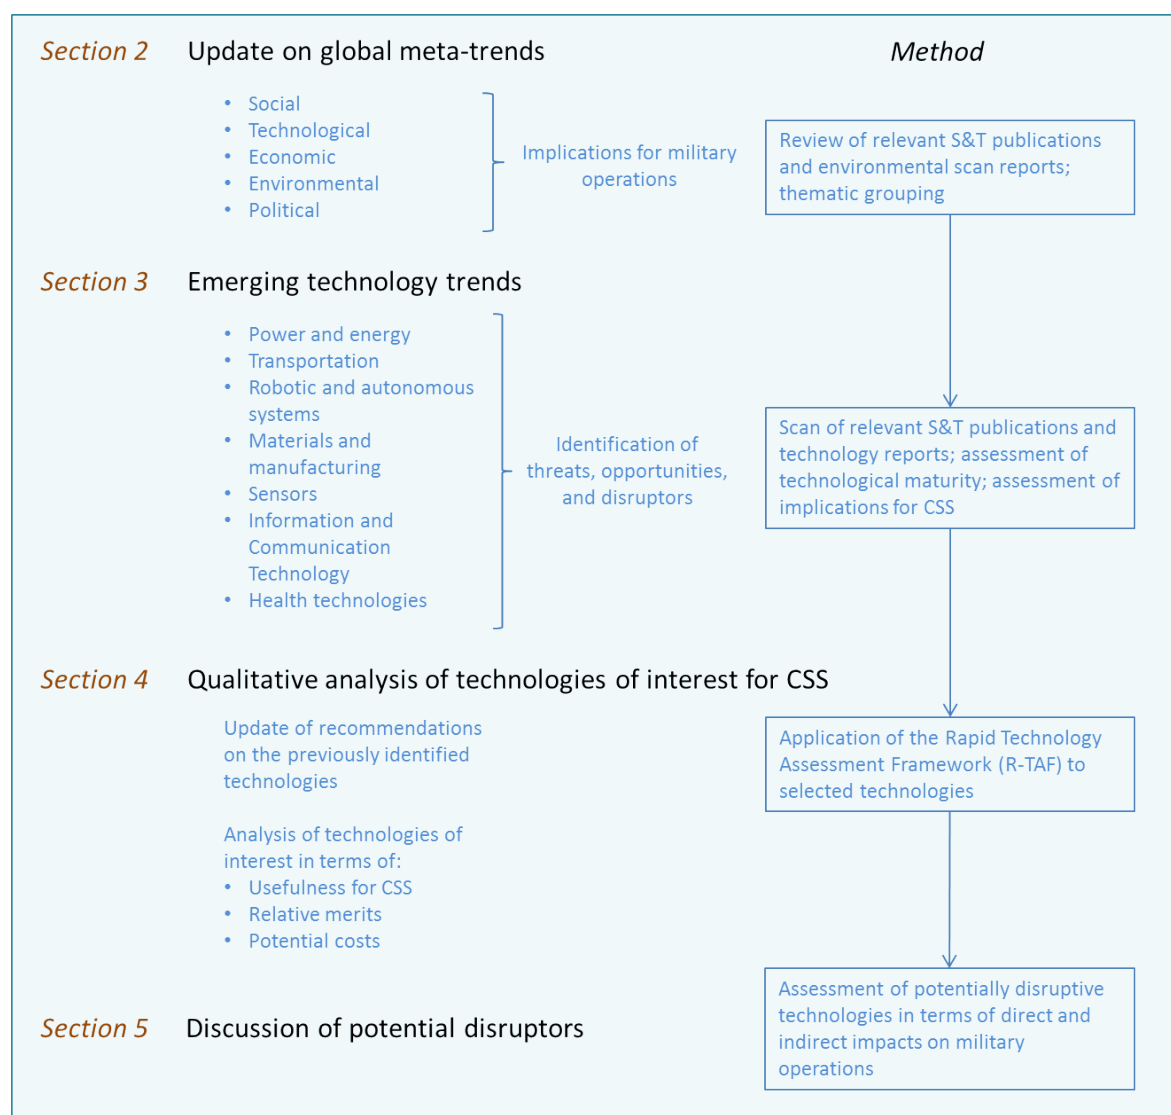 Section 2 Update on global meta-trends
Method
• Social
• Technological
• Economic
• Environmental
• Political
Implications for military
operations
Review of relevant S&T publications
and environmental scan reports;
thematic grouping
Section 3 Emerging technology trends
• Power and energy
• Transportation
• Robotic and autonomous
systems
• Materials and
manufacturing
• Sensors
• Information and
Communication
Technology
• Health technologies
Identification of
threats, opportunities,
and disruptors
Scan of relevant S&T publications and
technology reports; assessment of
technological maturity; assessment of
implications for CSS
Section 4 Qualitative analysis of technologies of interest for CSS
Update of recommendations
on the previously identified
technologies
Analysis of technologies of
interest in terms of:
• Usefulness for CSS
• Relative merits
• Potential costs
Application of the Rapid Technology
Assessment Framework (R-TAF) to
selected technologies
Section 5 Discussion of potential disruptors
Assessment of potentially disruptive
technologies in terms of direct and
indirect impacts on military
operations